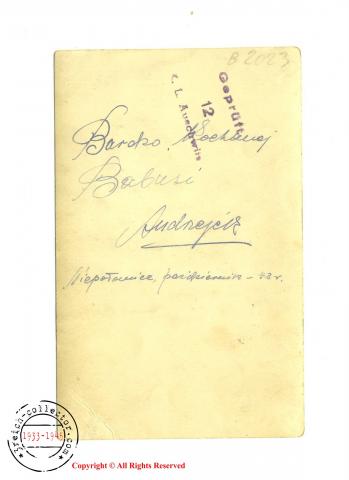 B 2023
Geprüft
12
K. L. Auschwitz
Bardzo Kochanej
Babusi
Andrzejek
Niepołomice, październik - 43 r.
3reich-collector.com
1933-1945
Copyright © All Rights Reserved